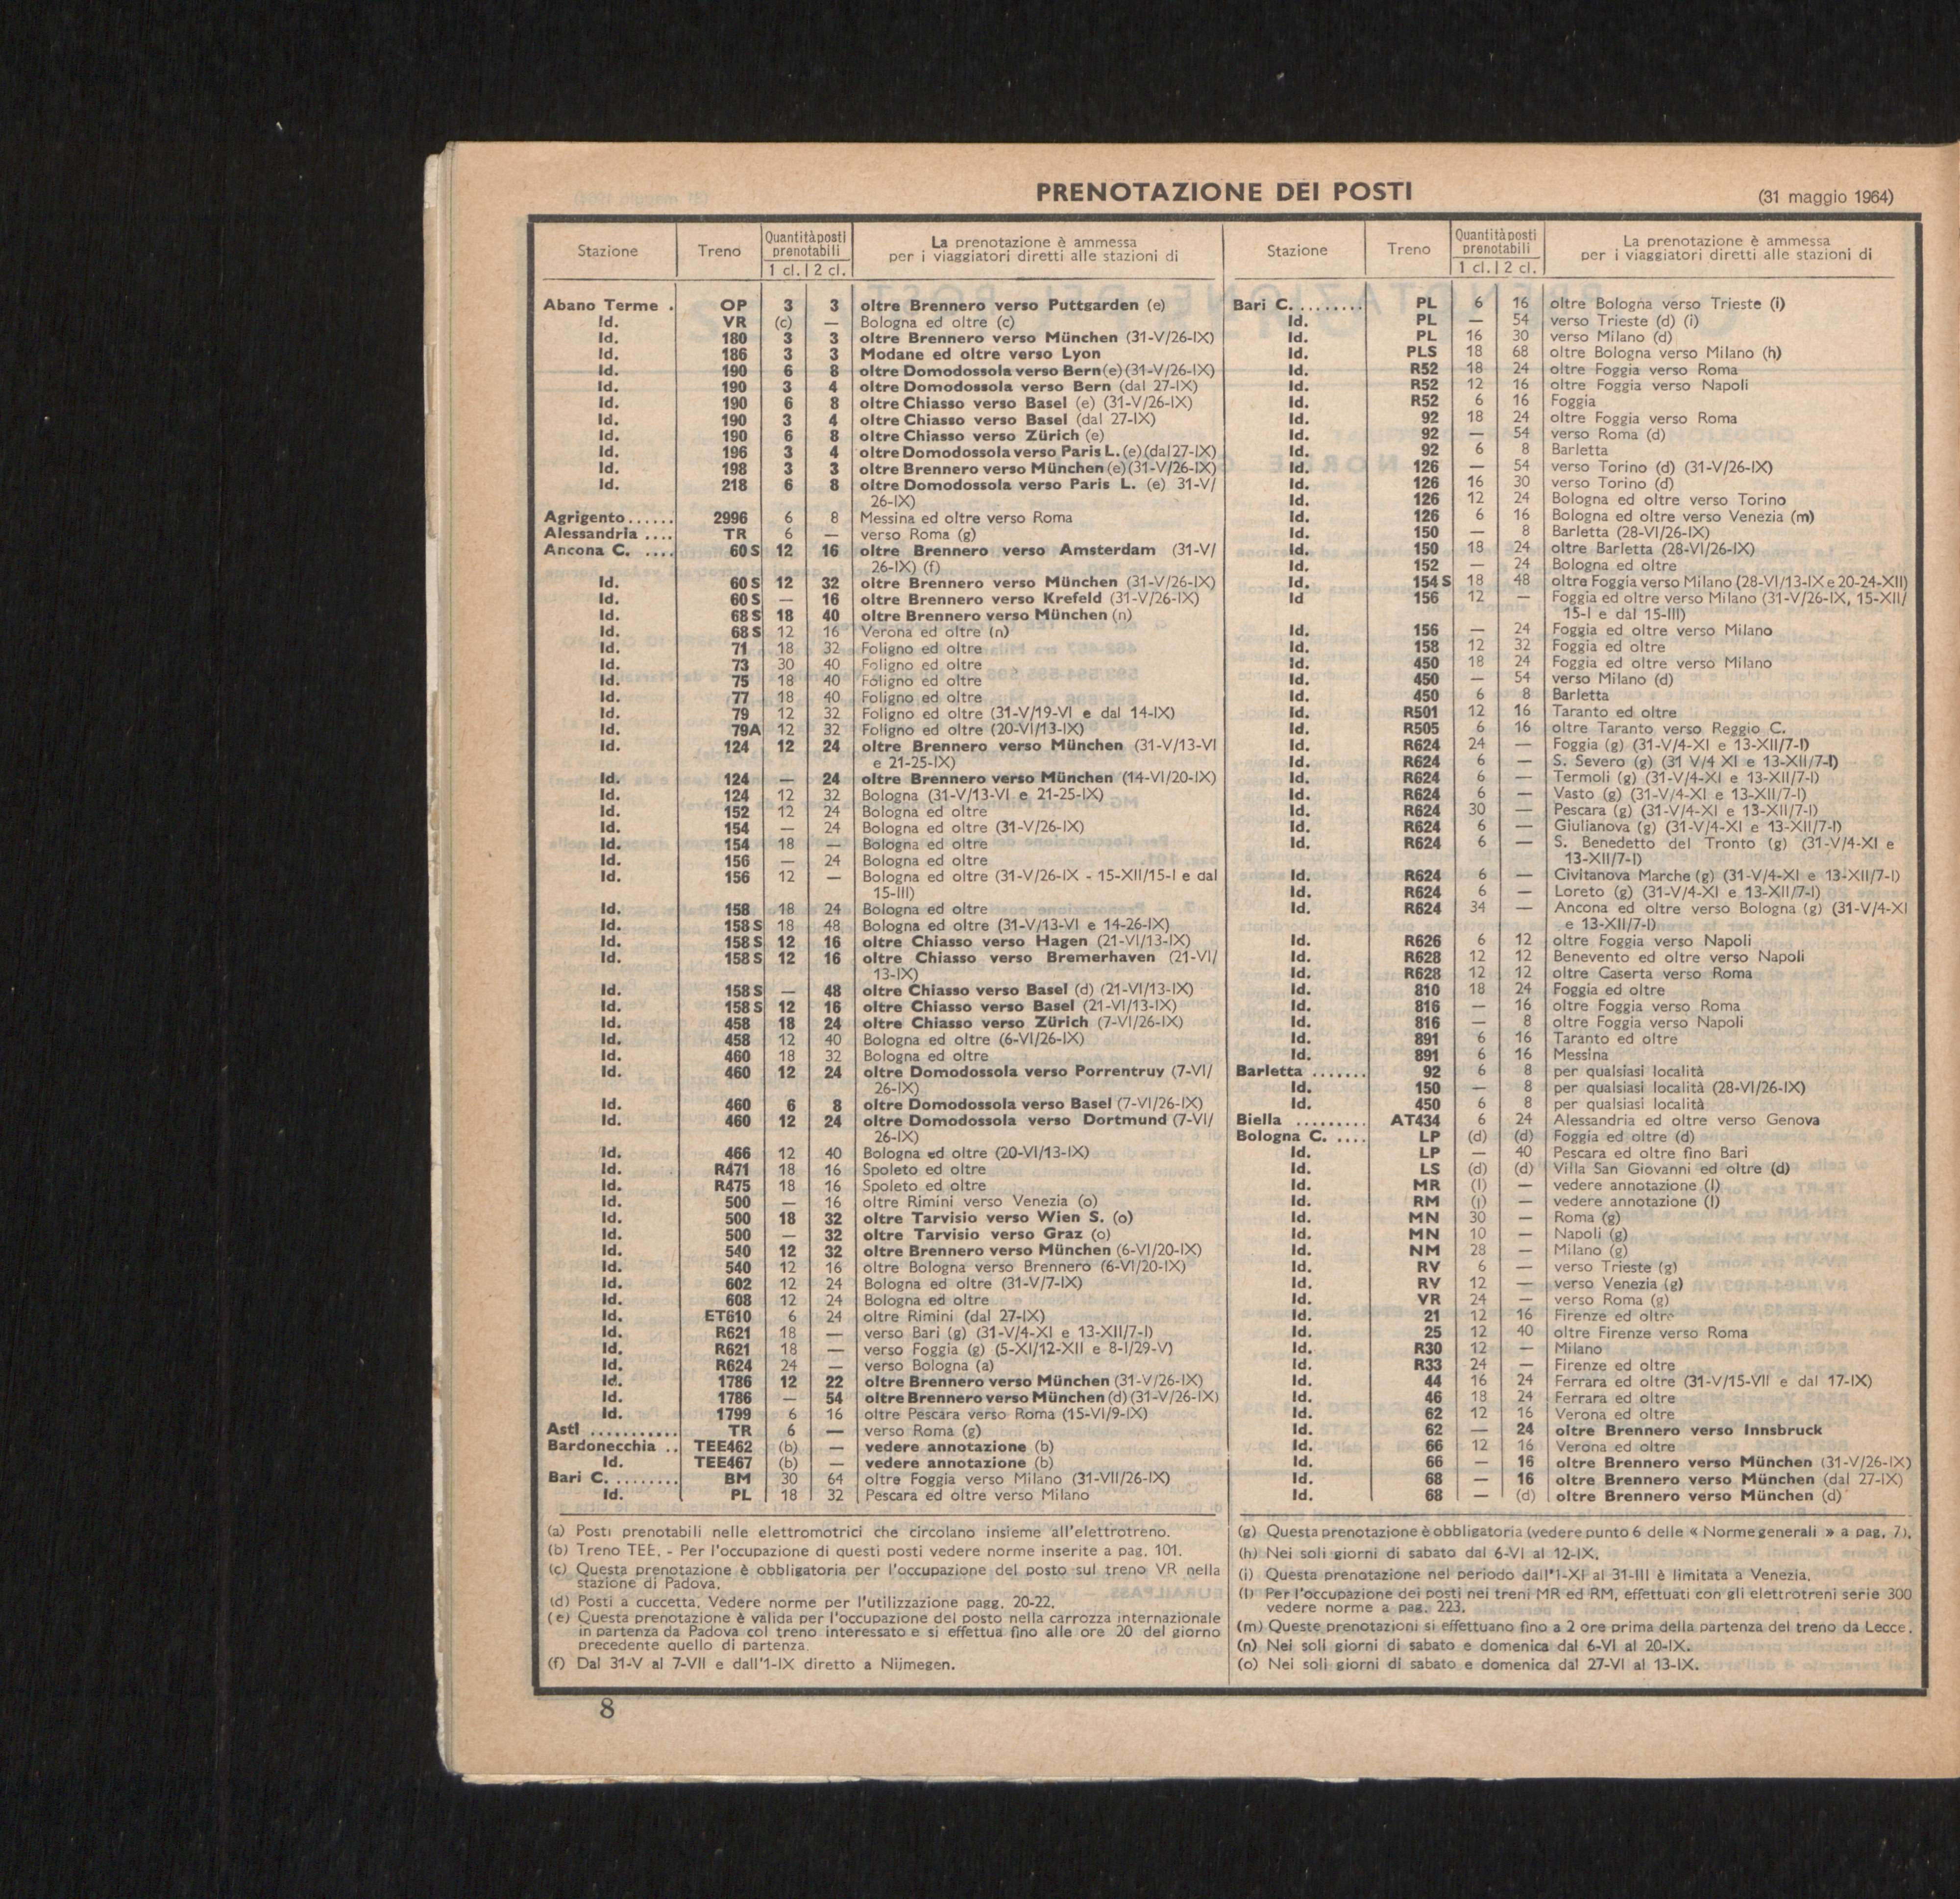 PRENOTAZIONE DEI POSTI
(31 maggio 1964)
Stazione Treno Quantità posti prenotabili 1 cl. 2 cl. La prenotazione è ammessa per i viaggiatori diretti alle stazioni di
Abano Terme . OP 3 3 oltre Brennero verso Puttgarden (e)
Id. VR (c) — Bologna ed oltre (c)
Id. 180 3 3 oltre Brennero verso München (31-V/26-IX)
Id. 186 3 3 Modane ed oltre verso Lyon
Id. 190 6 8 oltre Domodossola verso Bern (e) (31-V/26-IX)
Id. 190 3 4 oltre Domodossola verso Bern (dal 27-IX)
Id. 190 6 8 oltre Chiasso verso Basel (e) (31-V/26-IX)
Id. 190 3 4 oltre Chiasso verso Basel (dal 27-IX)
Id. 190 6 8 oltre Chiasso verso Zürich (e)
Id. 196 3 4 oltre Domodossola verso Paris L. (e) (dal 27-IX)
Id. 198 3 3 oltre Brennero verso München (e) (31-V/26-IX)
Id. 218 6 8 oltre Domodossola verso Paris L. (e) 31-V/
26-IX)
Agrigento...... 2996 6 8 Messina ed oltre verso Roma
Alessandria .... TR 6 — verso Roma (g)
Ancona C. .... 60 S 12 16 oltre Brennero verso Amsterdam (31-V/
26-IX) (f)
Id. 60 S 12 32 oltre Brennero verso München (31-V/26-IX)
Id. 60 S — 16 oltre Brennero verso Krefeld (31-V/26-IX)
Id. 68 S 18 40 oltre Brennero verso München (n)
Id. 68 S 12 16 Verona ed oltre (n)
Id. 71 18 32 Foligno ed oltre
Id. 73 30 40 Foligno ed oltre
Id. 75 18 40 Foligno ed oltre
Id. 77 18 40 Foligno ed oltre
Id. 79 12 32 Foligno ed oltre (31-V/19-VI e dal 14-IX)
Id. 79A 12 32 Foligno ed oltre (20-VI/13-IX)
Id. 124 12 24 oltre Brennero verso München (31-V/13-VI
e 21-25-IX)
Id. 124 — 24 oltre Brennero verso München (14-VI/20-IX)
Id. 124 12 32 Bologna (31-V/13-VI e 21-25-IX)
Id. 152 12 24 Bologna ed oltre
Id. 154 — 24 Bologna ed oltre (31-V/26-IX)
Id. 154 18 — Bologna ed oltre
Id. 156 — 24 Bologna ed oltre
Id. 156 12 — Bologna ed oltre (31-V/26-IX - 15-XII/15-I e dal
15-III)
Id. 158 18 24 Bologna ed oltre
Id. 158 S 18 48 Bologna ed oltre (31-V/13-VI e 14-26-IX)
Id. 158 S 12 16 oltre Chiasso verso Hagen (21-VI/13-IX)
Id. 158 S 12 16 oltre Chiasso verso Bremerhaven (21-VI/
13-IX)
Id. 158 S — 48 oltre Chiasso verso Basel (d) (21-VI/13-IX)
Id. 158 S 12 16 oltre Chiasso verso Basel (21-VI/13-IX)
Id. 458 18 24 oltre Chiasso verso Zürich (7-VI/26-IX)
Id. 458 12 40 Bologna ed oltre (6-VI/26-IX)
Id. 460 18 32 Bologna ed oltre
Id. 460 12 24 oltre Domodossola verso Porrentruy (7-VI/
26-IX)
Id. 460 6 8 oltre Domodossola verso Basel (7-VI/26-IX)
Id. 460 12 24 oltre Domodossola verso Dortmund (7-VI/
26-IX)
Id. 466 12 40 Bologna ed oltre (20-VI/13-IX)
Id. R471 18 16 Spoleto ed oltre
Id. R475 18 16 Spoleto ed oltre
Id. 500 — 16 oltre Rimini verso Venezia (o)
Id. 500 18 32 oltre Tarvisio verso Wien S. (o)
Id. 500 — 32 oltre Tarvisio verso Graz (o)
Id. 540 12 32 oltre Brennero verso München (6-VI/20-IX)
Id. 540 12 16 oltre Bologna verso Brennero (6-VI/20-IX)
Id. 602 12 24 Bologna ed oltre (31-V/7-IX)
Id. 608 12 24 Bologna ed oltre
Id. ET610 6 24 oltre Rimini (dal 27-IX)
Id. R621 18 — verso Bari (g) (31-V/4-XI e 13-XII/7-I)
Id. R621 18 — verso Foggia (g) (5-XI/12-XII e 8-I/29-V)
Id. R624 24 — verso Bologna (a)
Id. 1786 12 22 oltre Brennero verso München (31-V/26-IX)
Id. 1786 — 54 oltre Brennero verso München (d) (31-V/26-IX)
Id. 1799 6 16 oltre Pescara verso Roma (15-VI/9-IX)
Asti ........... TR 6 — verso Roma (g)
Bardonecchia .. TEE462 (b) — vedere annotazione (b)
Id. TEE467 (b) — vedere annotazione (b)
Bari C. ......... BM 30 64 oltre Foggia verso Milano (31-VII/26-IX)
Id. PL 18 32 Pescara ed oltre verso Milano
(a) Posti prenotabili nelle elettromotrici che circolano insieme all'elettrotreno.
(b) Treno TEE. - Per l'occupazione di questi posti vedere norme inserite a pag. 101.
(c) Questa prenotazione è obbligatoria per l'occupazione del posto sul treno VR nella
stazione di Padova.
(d) Posti a cuccetta. Vedere norme per l'utilizzazione pagg. 20-22.
(e) Questa prenotazione è valida per l'occupazione del posto nella carrozza internazionale
in partenza da Padova col treno interessato e si effettua fino alle ore 20 del giorno
precedente quello di partenza.
(f) Dal 31-V al 7-VII e dall'1-IX diretto a Nijmegen.
Stazione Treno Quantità posti prenotabili 1 cl. 2 cl. La prenotazione è ammessa per i viaggiatori diretti alle stazioni di
Bari C. ......... PL 6 16 oltre Bologna verso Trieste (i)
Id. PL — 54 verso Trieste (d) (i)
Id. PL 16 30 verso Milano (d)
Id. PLS 18 68 oltre Bologna verso Milano (h)
Id. R52 18 24 oltre Foggia verso Roma
Id. R52 12 16 oltre Foggia verso Napoli
Id. R52 6 16 Foggia
Id. 92 18 24 oltre Foggia verso Roma
Id. 92 — 54 verso Roma (d)
Id. 92 6 8 Barletta
Id. 126 — 54 verso Torino (d) (31-V/26-IX)
Id. 126 16 30 verso Torino (d)
Id. 126 12 24 Bologna ed oltre verso Torino
Id. 126 6 16 Bologna ed oltre verso Venezia (m)
Id. 150 — 8 Barletta (28-VI/26-IX)
Id. 150 18 24 oltre Barletta (28-VI/26-IX)
Id. 152 — 24 Bologna ed oltre
Id. 154 S 18 48 oltre Foggia verso Milano (28-VI/13-IX e 20-24-XII)
Id 156 12 — Foggia ed oltre verso Milano (31-V/26-IX, 15-XII/
15-I e dal 15-III)
Id. 156 — 24 Foggia ed oltre verso Milano
Id. 158 12 32 Foggia ed oltre
Id. 450 18 24 Foggia ed oltre verso Milano
Id. 450 — 54 verso Milano (d)
Id. 450 6 8 Barletta
Id. R501 12 16 Taranto ed oltre
Id. R505 6 16 oltre Taranto verso Reggio C.
Id. R624 24 — Foggia (g) (31-V/4-XI e 13-XII/7-I)
Id. R624 6 — S. Severo (g) (31 V/4 XI e 13-XII/7-I)
Id. R624 6 — Termoli (g) (31-V/4-XI e 13-XII/7-I)
Id. R624 6 — Vasto (g) (31-V/4-XI e 13-XII/7-I)
Id. R624 30 — Pescara (g) (31-V/4-XI e 13-XII/7-I)
Id. R624 6 — Giulianova (g) (31-V/4-XI e 13-XII/7-I)
Id. R624 6 — S. Benedetto del Tronto (g) (31-V/4-XI e
13-XII/7-I)
Id. R624 6 — Civitanova Marche (g) (31-V/4-XI e 13-XII/7-I)
Id. R624 6 — Loreto (g) (31-V/4-XI e 13-XII/7-I)
Id. R624 34 — Ancona ed oltre verso Bologna (g) (31-V/4-XI
e 13-XII/7-I)
Id. R626 6 12 oltre Foggia verso Napoli
Id. R628 12 12 Benevento ed oltre verso Napoli
Id. R628 12 12 oltre Caserta verso Roma
Id. 810 18 24 Foggia ed oltre
Id. 816 — 16 oltre Foggia verso Roma
Id. 816 — 8 oltre Foggia verso Napoli
Id. 891 6 16 Taranto ed oltre
Id. 891 6 16 Messina
Barletta ....... 92 6 8 per qualsiasi località
Id. 150 — 8 per qualsiasi località (28-VI/26-IX)
Id. 450 6 8 per qualsiasi località
Biella ......... AT434 6 24 Alessandria ed oltre verso Genova
Bologna C. .... LP (d) (d) Foggia ed oltre (d)
Id. LP — 40 Pescara ed oltre fino Bari
Id. LS (d) (d) Villa San Giovanni ed oltre (d)
Id. MR (l) — vedere annotazione (l)
Id. RM (l) — vedere annotazione (l)
Id. MN 30 — Roma (g)
Id. MN 10 — Napoli (g)
Id. NM 28 — Milano (g)
Id. RV 6 — verso Trieste (g)
Id. RV 12 — verso Venezia (g)
Id. VR 24 — verso Roma (g)
Id. 21 12 16 Firenze ed oltre
Id. 25 12 40 oltre Firenze verso Roma
Id. R30 12 — Milano
Id. R33 24 — Firenze ed oltre
Id. 44 16 24 Ferrara ed oltre (31-V/15-VII e dal 17-IX)
Id. 46 18 24 Ferrara ed oltre
Id. 62 12 16 Verona ed oltre
Id. 62 — 24 oltre Brennero verso Innsbruck
Id. 66 12 16 Verona ed oltre
Id. 66 — 16 oltre Brennero verso München (31-V/26-IX)
Id. 68 — 16 oltre Brennero verso München (dal 27-IX)
Id. 68 — (d) oltre Brennero verso München (d)
(g) Questa prenotazione è obbligatoria (vedere punto 6 delle « Norme generali » a pag. 7).
(h) Nei soli giorni di sabato dal 6-VI al 12-IX.
(i) Questa prenotazione nel periodo dall'1-XI al 31-III è limitata a Venezia.
(l) Per l'occupazione dei posti nei treni MR ed RM, effettuati con gli elettrotreni serie 300
vedere norme a pag. 223.
(m) Queste prenotazioni si effettuano fino a 2 ore prima della partenza del treno da Lecce.
(n) Nei soli giorni di sabato e domenica dal 6-VI al 20-IX.
(o) Nei soli giorni di sabato e domenica dal 27-VI al 13-IX.
8